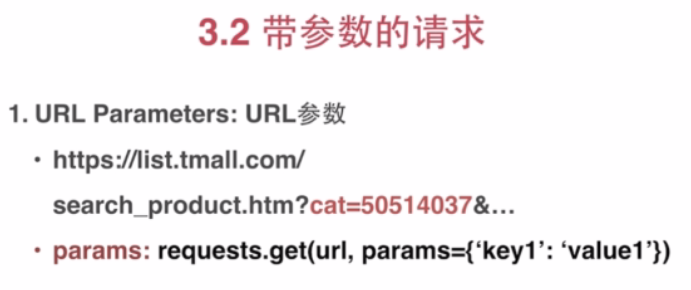 3.2 带参数的请求
1. URL Parameters: URL参数
• https://list.tmall.com/
search_product.htm?cat=50514037&...
• params: requests.get(url, params={‘key1’: ‘value1’})